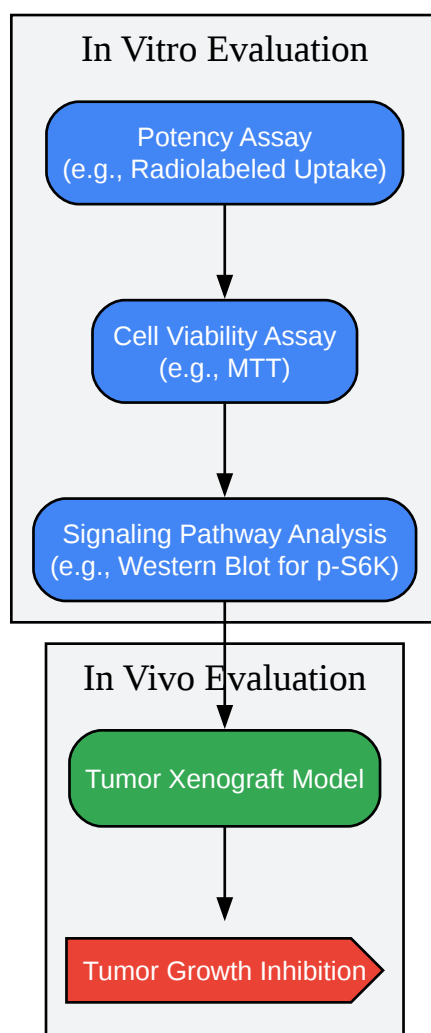 In Vitro Evaluation
Potency Assay
(e.g., Radiolabeled Uptake)
Cell Viability Assay
(e.g., MTT)
Signaling Pathway Analysis
(e.g., Western Blot for p-S6K)
In Vivo Evaluation
Tumor Xenograft Model
Tumor Growth Inhibition